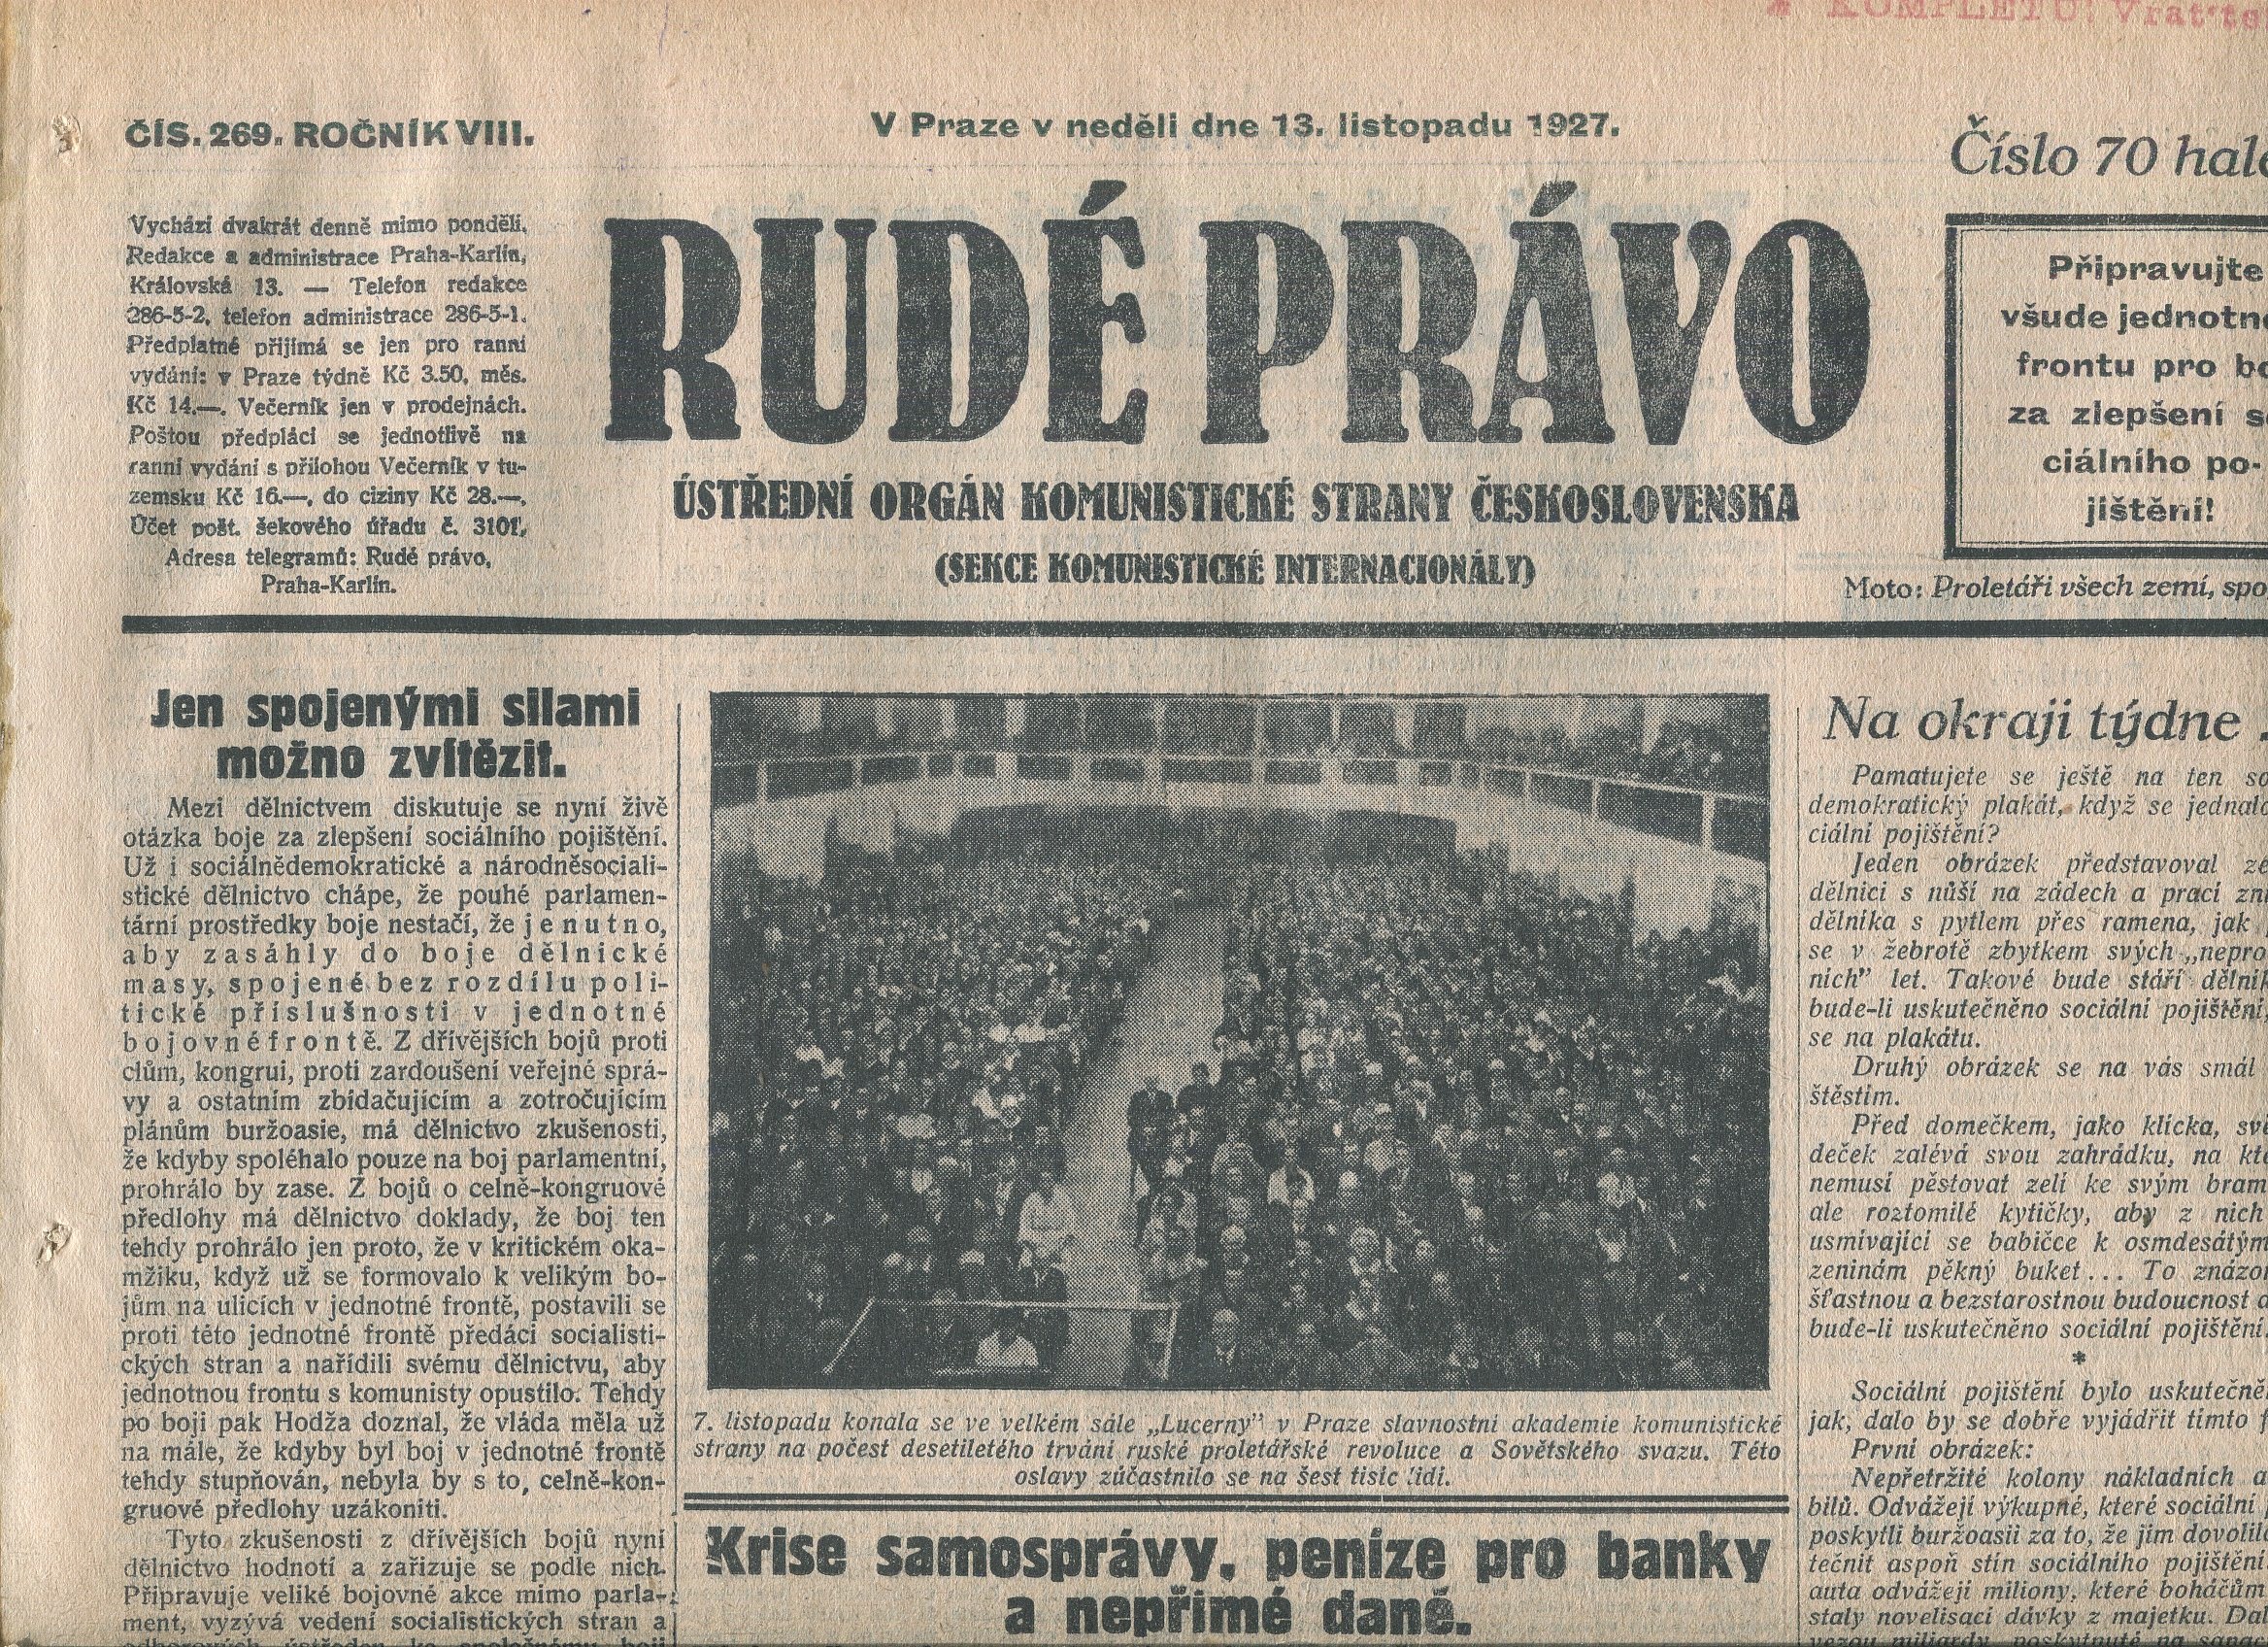 KOMPLETU! Vraťte
ČÍS. 269. ROČNÍK VIII.
V Praze v neděli dne 13. listopadu 1927.
Číslo 70
Vychází dvakrát denně mimo pondělí.
Redakce a administrace Praha-Karlín,
Královská 13. — Telefon redakce
286-5-2, telefon administrace 286-5-1.
Předplatné přijímá se jen pro ranní
vydání: v Praze týdně Kč 3.50, měs.
Kč 14.—. Večerník jen v prodejnách.
Poštou předplácí se jednotlivě na
ranní vydání s přílohou Večerník v tu-
zemsku Kč 16.—, do ciziny Kč 28.—,
Účet pošt. šekového úřadu č. 3101,
Adresa telegramů: Rudé právo,
Praha-Karlín.
RUDÉ PRÁVO
ÚSTŘEDNÍ ORGÁN KOMUNISTICKÉ STRANY ČESKOSLOVENSKA
(SEKCE KOMUNISTICKÉ INTERNACIONÁLY)
Připravujte
všude jednotno
frontu pro
za zlepšení
ciálního po-
jištění!
Moto: Proletáři všech zemí,
Jen spojenými silami
možno zvítězit.
Mezi dělnictvem diskutuje se nyní živě
otázka boje za zlepšení sociálního pojištění.
Už i sociálnědemokratické a národněsociali-
stické dělnictvo chápe, že pouhé parlamen-
tární prostředky boje nestačí, že je nutno,
aby zasáhly do boje dělnické
masy, spojené bez rozdílu poli-
tické příslušnosti v jednotné
bojovné frontě. Z dřívějších bojů proti
clům, kongrui, proti zardoušení veřejné sprá-
vy a ostatním zbídačujícím a zotročujícím
plánům buržoasie, má dělnictvo zkušenosti,
že kdyby spoléhalo pouze na boj parlamentní,
prohrálo by zase. Z bojů o celně-kongruové
předlohy má dělnictvo doklady, že boj ten
tehdy prohrálo jen proto, že v kritickém oka-
mžiku, když už se formovalo k velikým bo-
jům na ulicích v jednotné frontě, postavili se
proti této jednotné frontě předáci socialisti-
ckých stran a nařídili svému dělnictvu, aby
jednotnou frontu s komunisty opustilo. Tehdy
po boji pak Hodža doznal, že vláda měla už
na mále, že kdyby byl boj v jednotné frontě
tehdy stupňován, nebyla by s to, celně-kon-
gruové předlohy uzákoniti.
Tyto zkušenosti z dřívějších bojů nyní
dělnictvo hodnotí a zařizuje se podle nich.
Připravuje veliké bojovné akce mimo parla-
ment, vyzývá vedení socialistických stran a
7. listopadu konala se ve velkém sále „Lucerny" v Praze slavnostní akademie komunistické
strany na počest desetiletého trvání ruské proletářské revoluce a Sovětského svazu. Této
oslavy zúčastnilo se na šest tisíc lidí.
Krise samosprávy, peníze pro banky
a nepřímé daně.
Na okraji týdne
Pamatujete se ještě na ten
demokratický plakát, když se
ciální pojištění?
Jeden obrázek představoval
dělnici s nůší na zádech a prací
dělníka s pytlem přes ramena, jak
se v žebrotě zbytkem svých
ních" let. Takové bude stáří
bude-li uskutečněno sociální pojištění,
se na plakátu.
Druhý obrázek se na vás smál
štěstím.
Před domečkem, jako klícka,
deček zalévá svou zahrádku, na
nemusí pěstovat zelí ke svým
ale roztomilé kytičky, aby z nich
usmívající se babičce k osmdesátým
zeninám pěkný buket... To
šťastnou a bezstarostnou budoucnost
bude-li uskutečněno sociální pojištění.
*
Sociální pojištění bylo
jak, dalo by se dobře vyjádřit tímto
První obrázek:
Nepřetržité kolony nákladních
bilů. Odvážejí výkupné, které sociální
poskytli buržoasii za to, že jim
tečnit aspoň stín sociálního pojištění
auta odvážejí miliony, které boháčům
staly novelisací dávky z majetku.